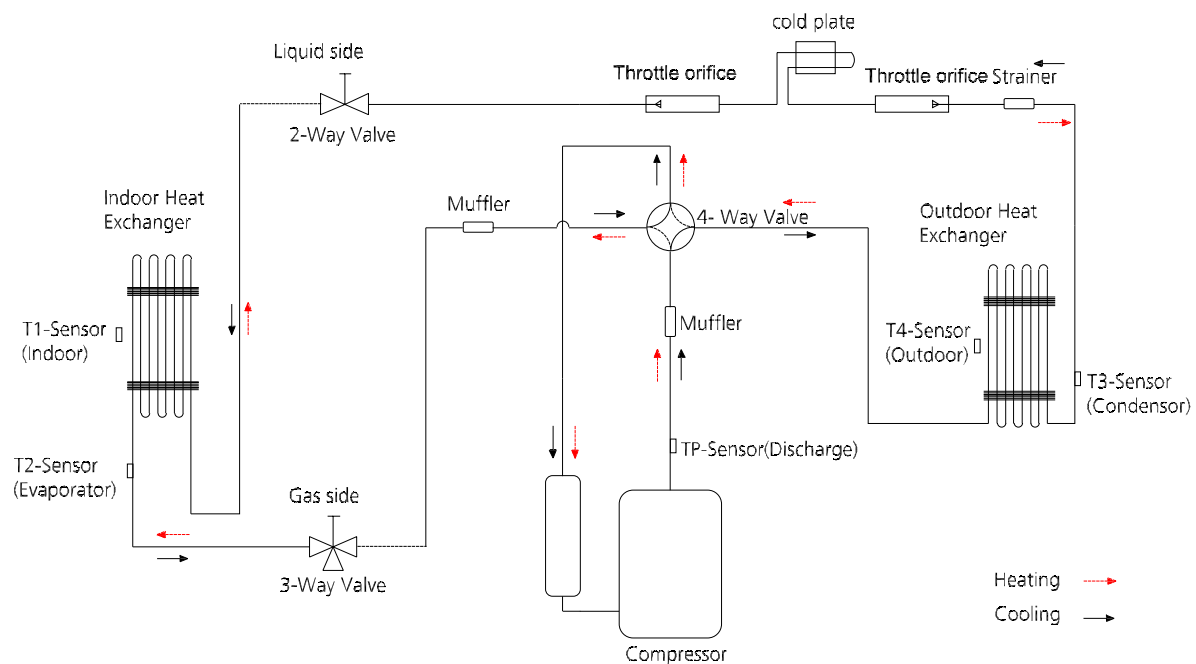 cold plate
Liquid side
Throttle orifice
Throttle orifice
Strainer
2-Way Valve
Indoor Heat
Exchanger
Muffler
4- Way Valve
Outdoor Heat
Exchanger
T1-Sensor
(Indoor)
Muffler
T4-Sensor
(Outdoor)
T3-Sensor
(Condensor)
TP-Sensor(Discharge)
T2-Sensor
(Evaporator)
Gas side
3-Way Valve
Heating
Cooling
Compressor